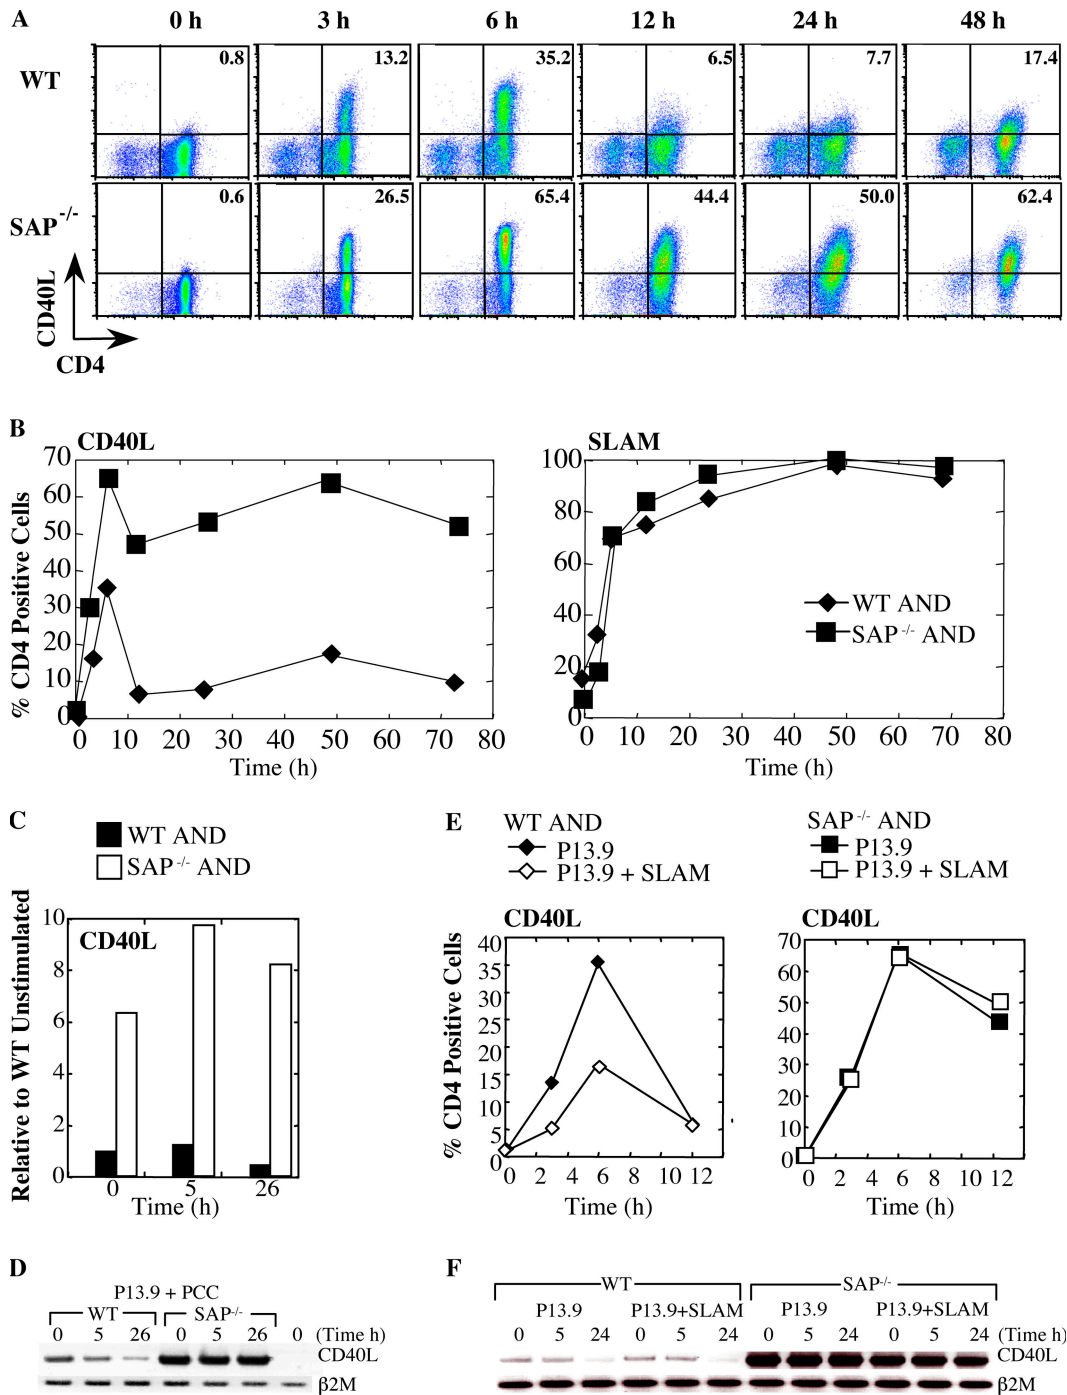 A 0 h 3 h 6 h 12 h 24 h 48 h
WT 0.8 13.2 35.2 6.5 7.7 17.4
SAP-/- 0.6 26.5 65.4 44.4 50.0 62.4
CD40L
CD4
B
CD40L
% CD4 Positive Cells
70
60
50
40
30
20
10
0
0 10 20 30 40 50 60 70 80
Time (h)
SLAM
100
80
60
40
20
0
WT AND
SAP-/- AND
0 10 20 30 40 50 60 70 80
Time (h)
C
WT AND
SAP-/- AND
Relative to WT Unstimulated
CD40L
10
8
6
4
2
0
0 5 26
Time (h)
E
WT AND
P13.9
P13.9 + SLAM
SAP-/- AND
P13.9
P13.9 + SLAM
CD40L
% CD4 Positive Cells
40
35
30
25
20
15
10
5
0
0 2 4 6 8 10 12
Time (h)
CD40L
70
60
50
40
30
20
10
0
0 2 4 6 8 10 12
Time (h)
D
P13.9 + PCC
WT SAP-/-
0 5 26 0 5 26 0 (Time h)
CD40L
β2M
F
WT SAP-/-
P13.9 P13.9+SLAM P13.9 P13.9+SLAM
0 5 24 0 5 24 0 5 24 0 5 24 (Time h)
CD40L
β2M